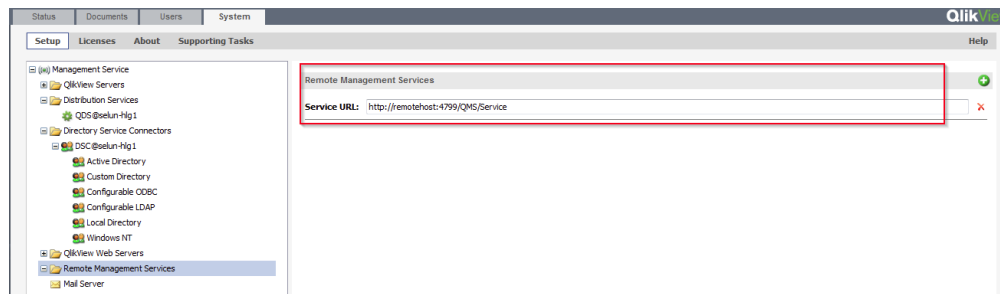 Status Documents Users System QlikVie
Setup Licenses About Supporting Tasks Help
Management Service
QlikView Servers
Distribution Services
QDS@selun-hlg1
Directory Service Connectors
DSC@selun-hlg1
Active Directory
Custom Directory
Configurable ODBC
Configurable LDAP
Local Directory
Windows NT
QlikView Web Servers
Remote Management Services
Mail Server
Remote Management Services
Service URL: http://remotehost:4799/QMS/Service